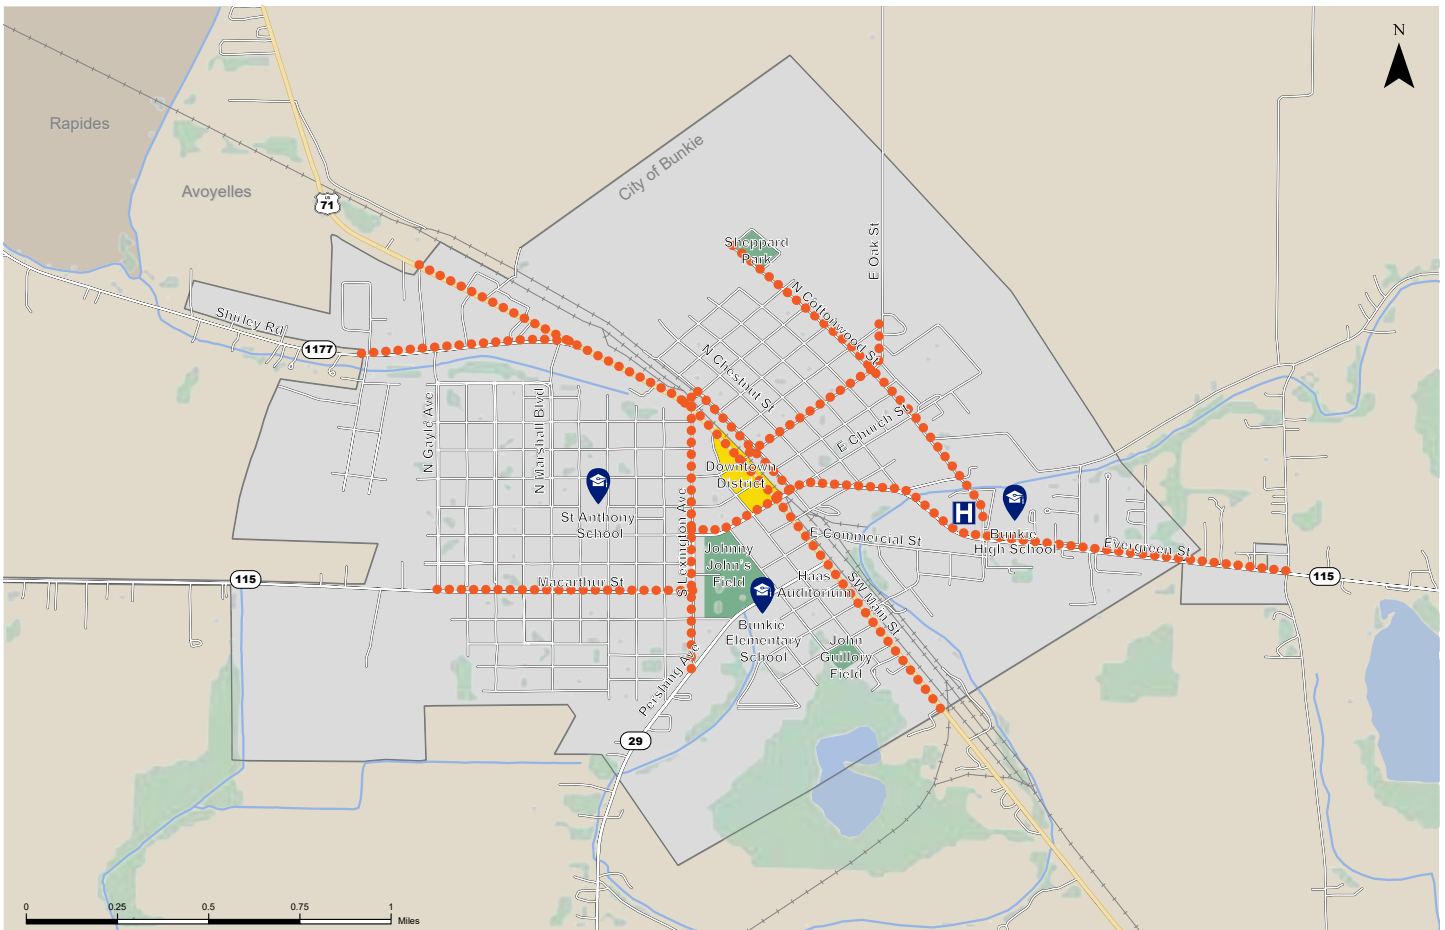 N
Rapides
City of Bunkie
Avoyelles
US
71
E Oak St
Sheppard
Park
N Cottonwood St
Shirley Rd
1177
N Chestnut St
N Gayle Ave
N Marshall Blvd
E Church St
Downtown
District
S Lexington Ave
St Anthony
School
H
Bunkie
High School
E Commercial St
Evergreen St
Johnny
John's
Field
115
Macarthur St
Haas
Auditorium
115
SW Main St
Bunkie
Elementary
School
John
Guillory
Field
Pershing Ave
29
0
0.25
0.5
0.75
1
Miles